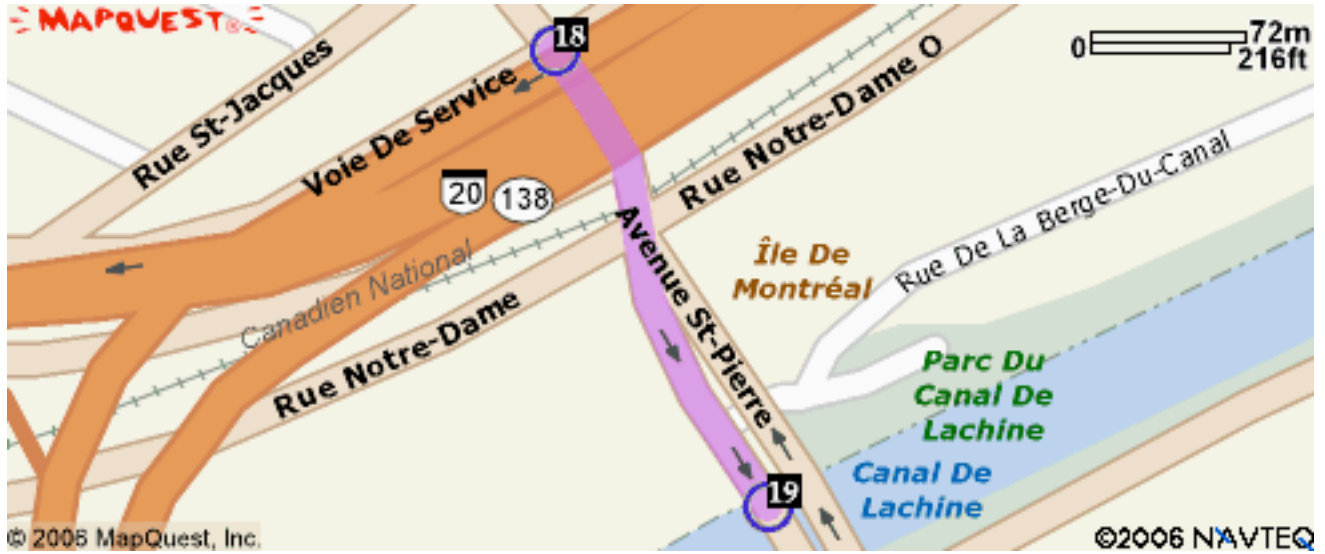 MAPQUEST®
18
72m
0
216ft
Rue St-Jacques
Voie De Service
Rue Notre-Dame O
20
138
Avenue St-Pierre
Rue De La Berge-Du-Canal
Île De
Montréal
Canadien National
Rue Notre-Dame
Parc Du
Canal De
Lachine
19
Canal De
Lachine
© 2006 MapQuest, Inc.
©2006 NAVTEQ